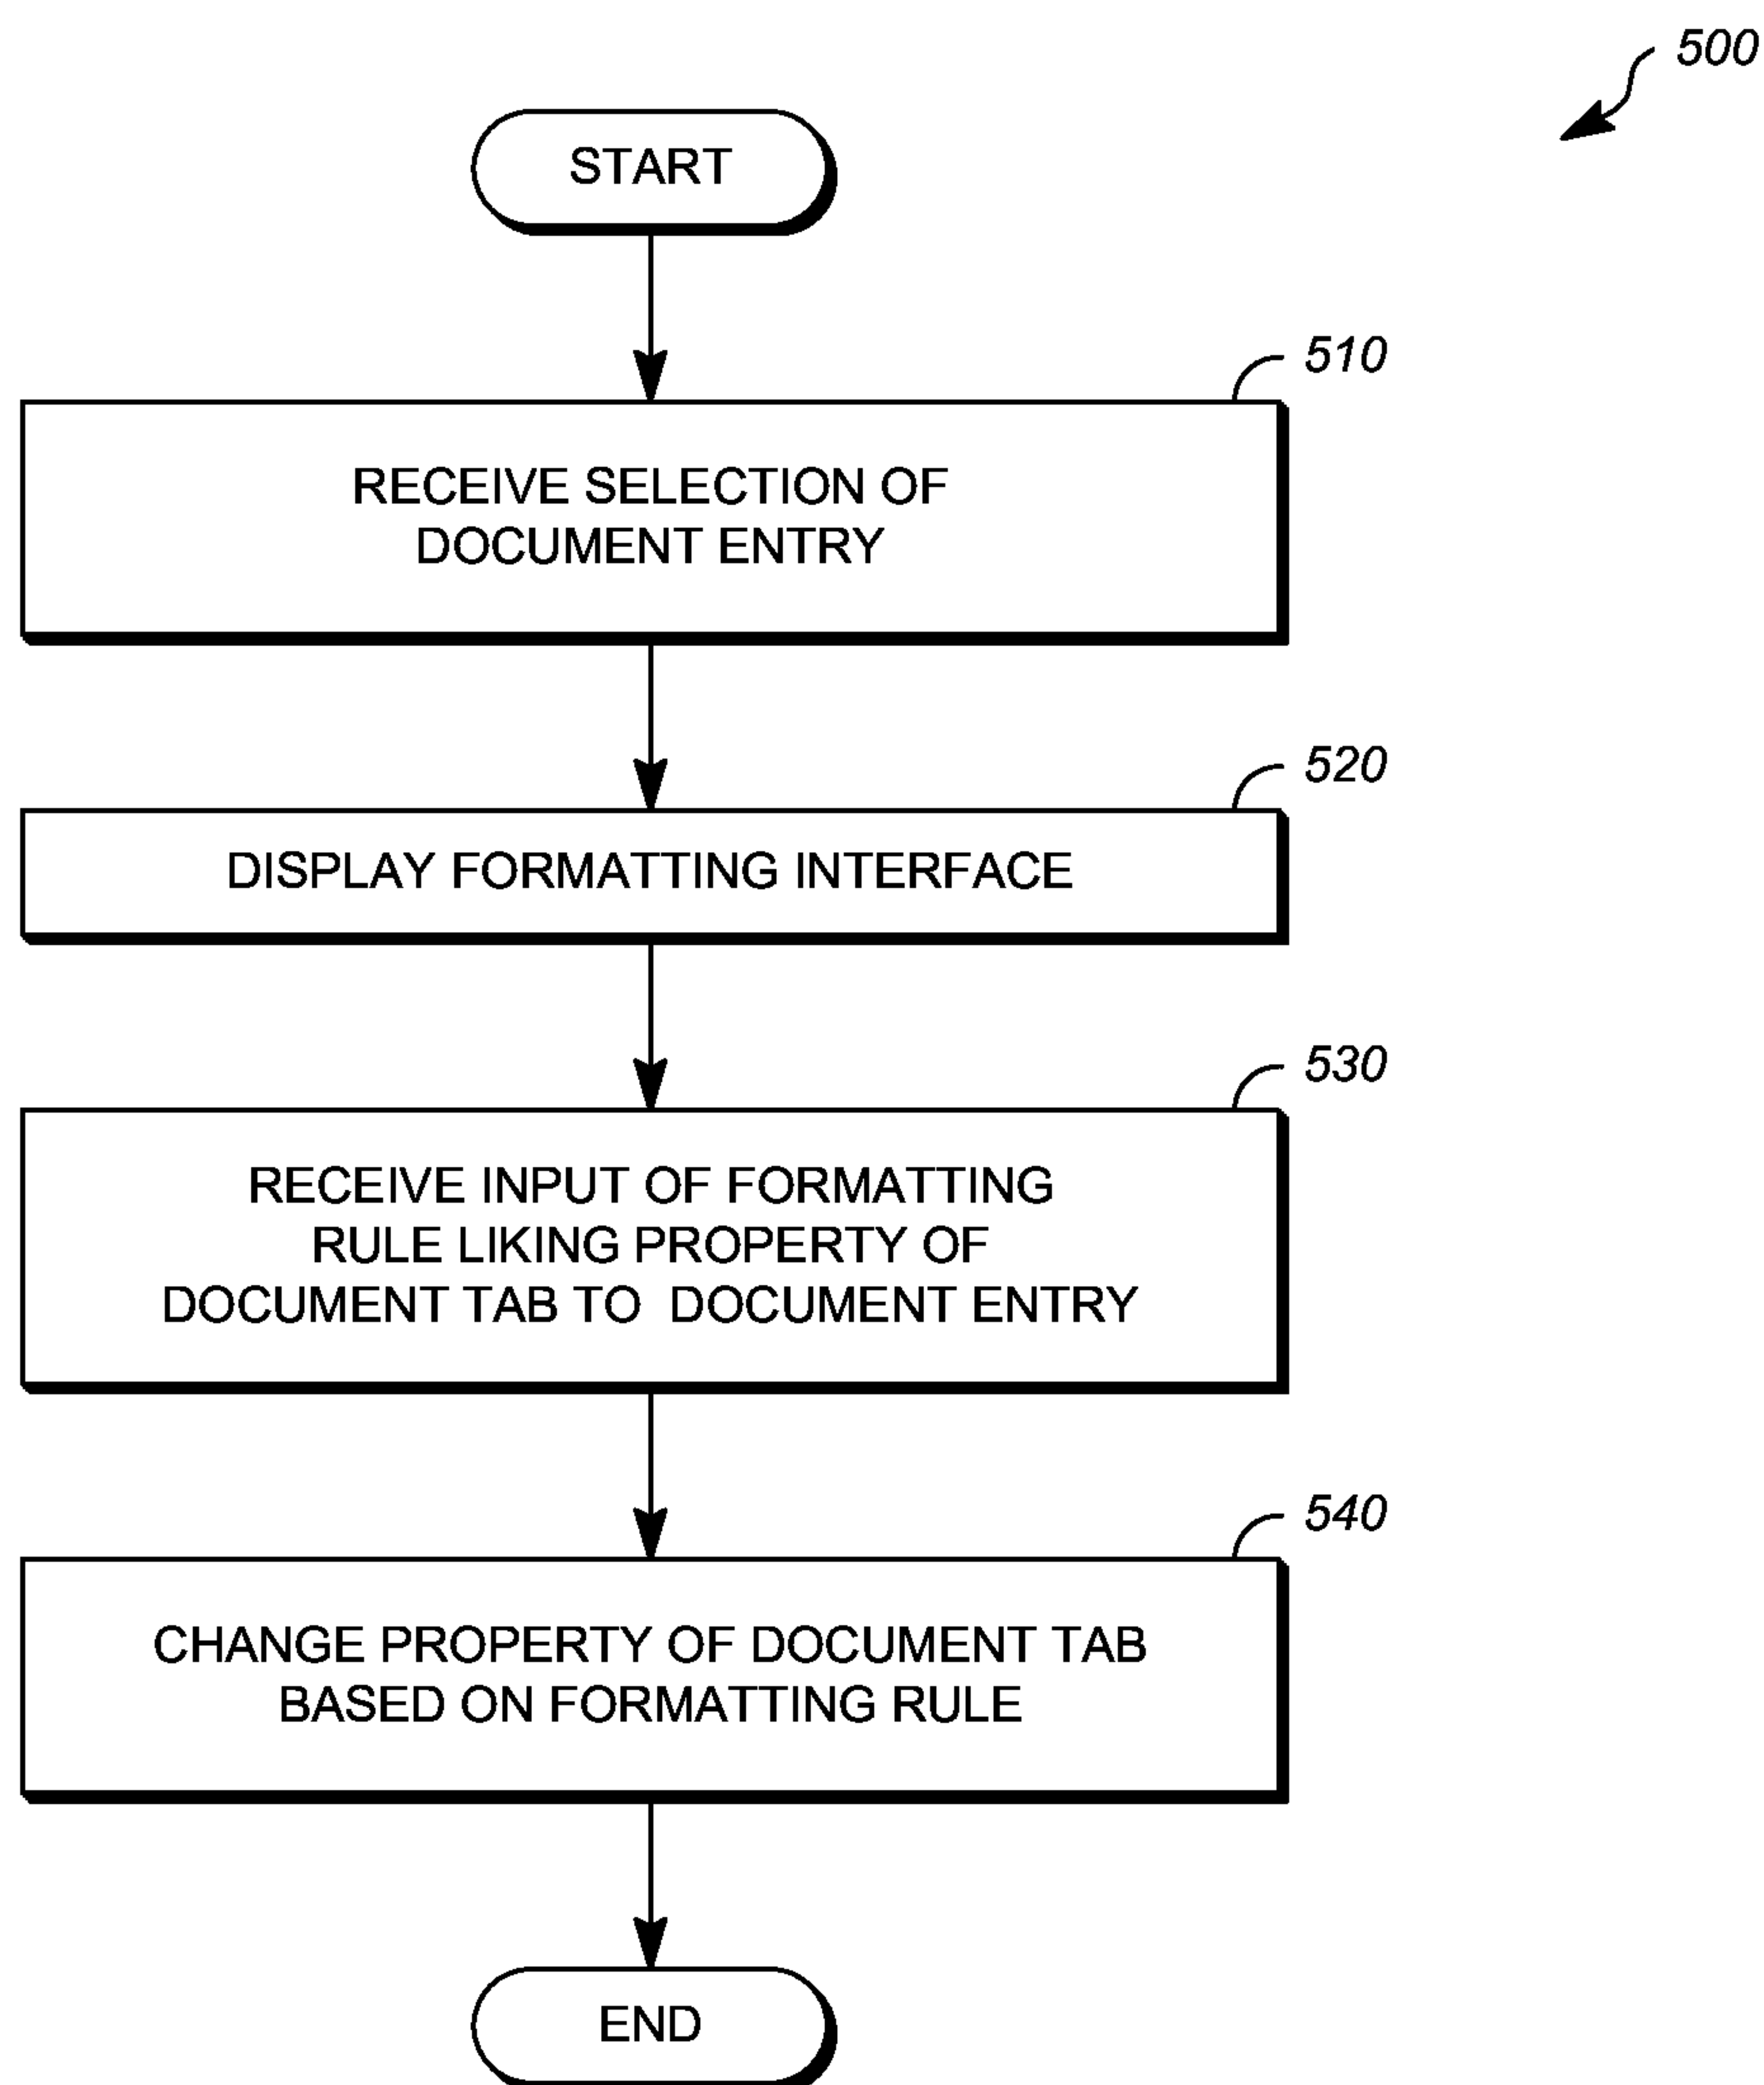 500
START
510
RECEIVE SELECTION OF
DOCUMENT ENTRY
520
DISPLAY FORMATTING INTERFACE
530
RECEIVE INPUT OF FORMATTING
RULE LIKING PROPERTY OF
DOCUMENT TAB TO DOCUMENT ENTRY
540
CHANGE PROPERTY OF DOCUMENT TAB
BASED ON FORMATTING RULE
END